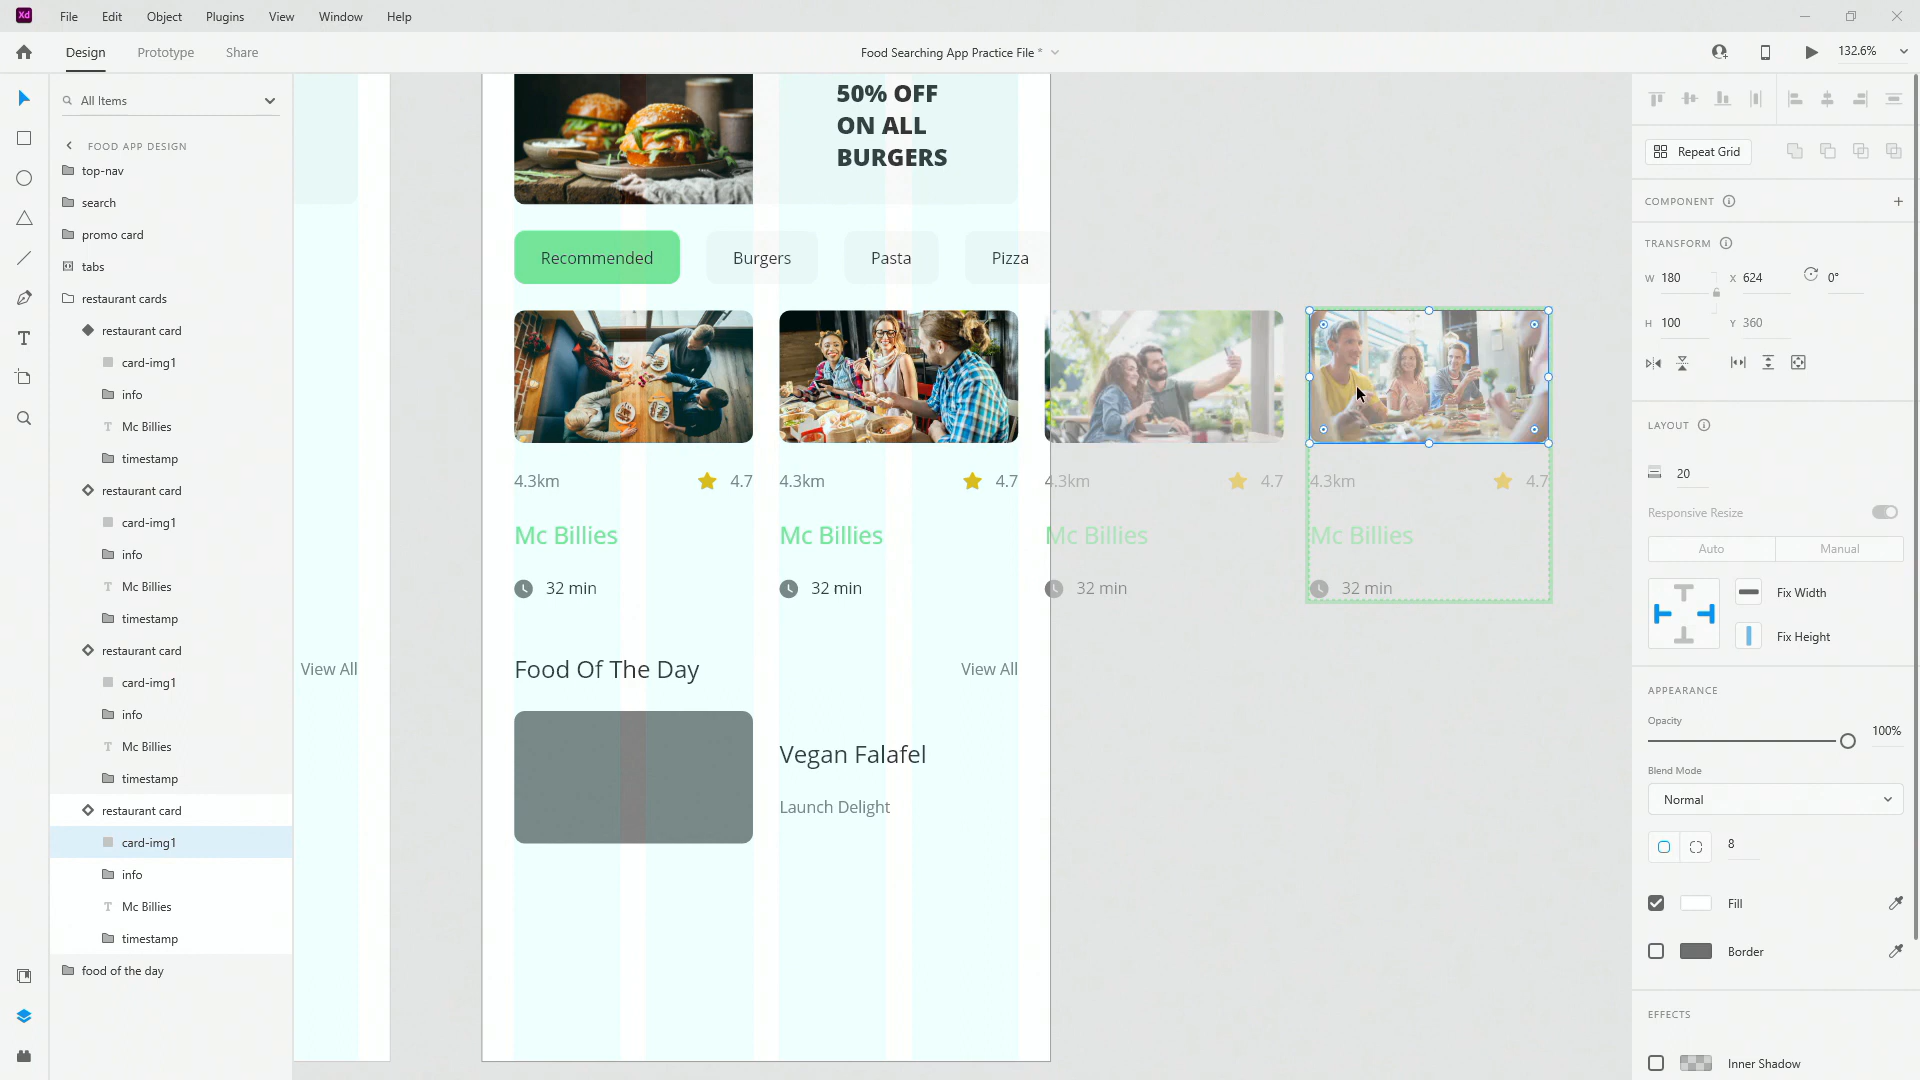 Xd
File
Edit
Object
Plugins
View
Window
Help
Design
Prototype
Share
Food Searching App Practice File *
132.6%
All Items
FOOD APP DESIGN
top-nav
search
promo card
tabs
restaurant cards
restaurant card
card-img1
info
Mc Billies
timestamp
restaurant card
card-img1
info
Mc Billies
timestamp
restaurant card
card-img1
info
Mc Billies
timestamp
restaurant card
card-img1
info
Mc Billies
timestamp
food of the day
View All
50% OFF
ON ALL
BURGERS
Recommended
Burgers
Pasta
Pizza
4.3km
4.7
Mc Billies
32 min
4.3km
4.7
Mc Billies
32 min
4.3km
4.7
Mc Billies
32 min
4.3km
4.7
Mc Billies
32 min
Food Of The Day
View All
Vegan Falafel
Launch Delight
Repeat Grid
COMPONENT
TRANSFORM
W 180
X 624
0°
H 100
Y 360
LAYOUT
20
Responsive Resize
Auto
Manual
Fix Width
Fix Height
APPEARANCE
Opacity
100%
Blend Mode
Normal
8
Fill
Border
EFFECTS
Inner Shadow